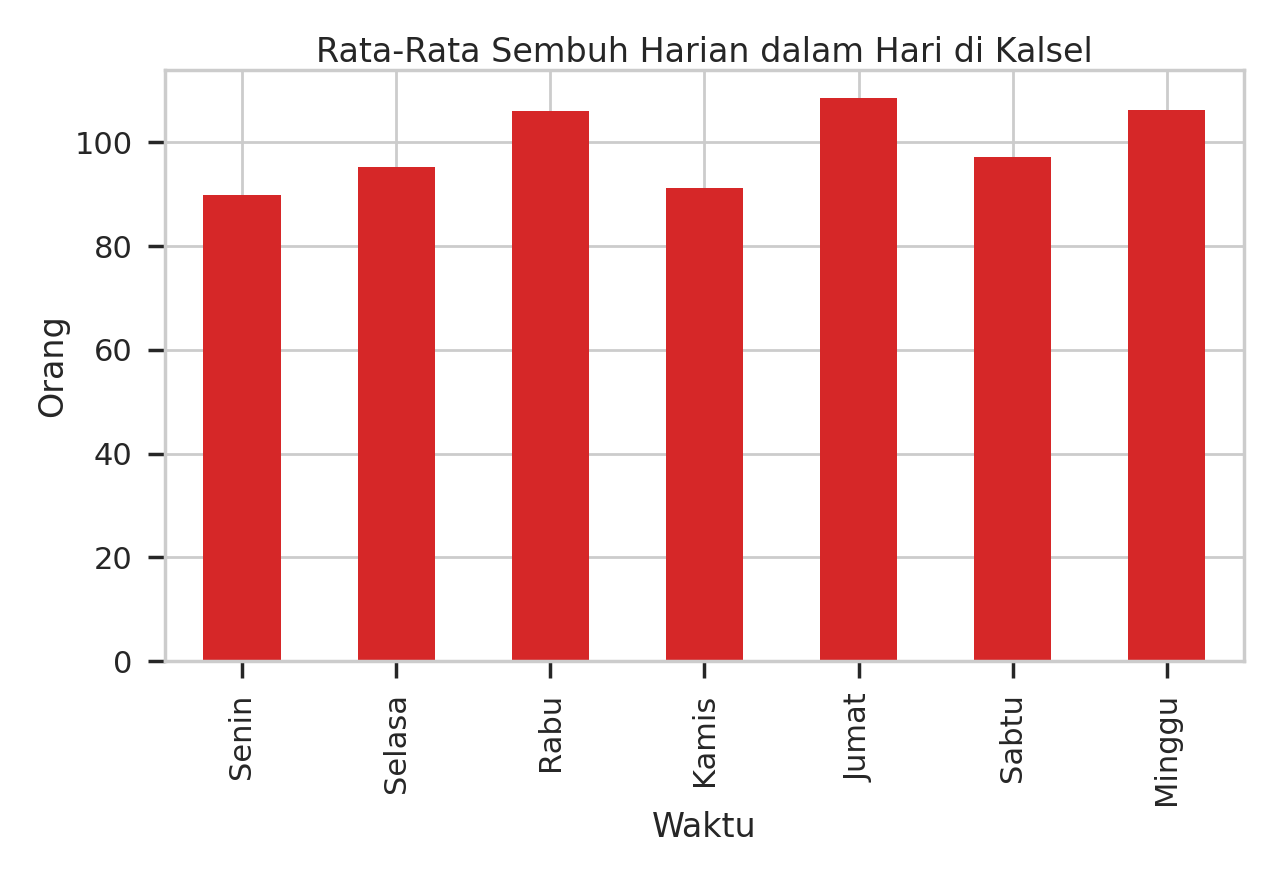 Rata-Rata Sembuh Harian dalam Hari di Kalsel
100
80
60
40
20
0
Orang
Senin
Selasa
Rabu
Kamis
Jumat
Sabtu
Minggu
Waktu